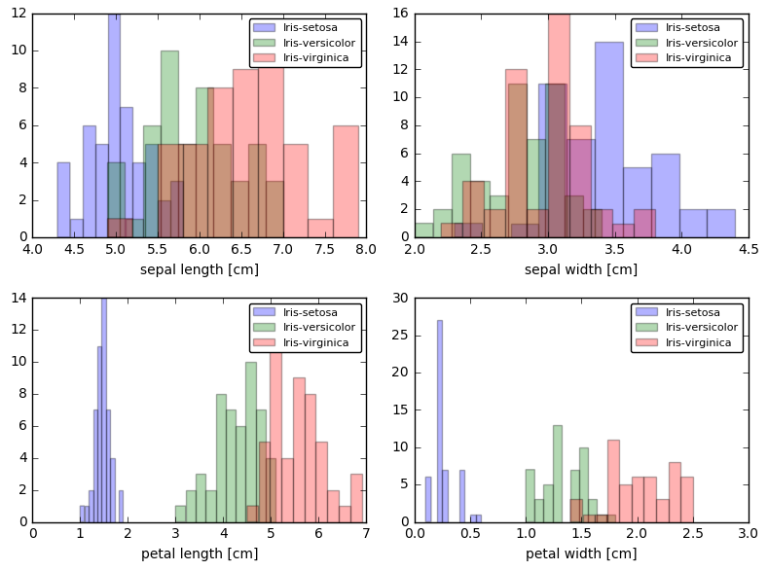 12
10
8
6
4
2
0
4.0 4.5 5.0 5.5 6.0 6.5 7.0 7.5 8.0
sepal length [cm]
Iris-setosa
Iris-versicolor
Iris-virginica
16
14
12
10
8
6
4
2
0
2.0 2.5 3.0 3.5 4.0 4.5
sepal width [cm]
Iris-setosa
Iris-versicolor
Iris-virginica
14
12
10
8
6
4
2
0
0 1 2 3 4 5 6 7
petal length [cm]
Iris-setosa
Iris-versicolor
Iris-virginica
30
25
20
15
10
5
0
0.0 0.5 1.0 1.5 2.0 2.5 3.0
petal width [cm]
Iris-setosa
Iris-versicolor
Iris-virginica